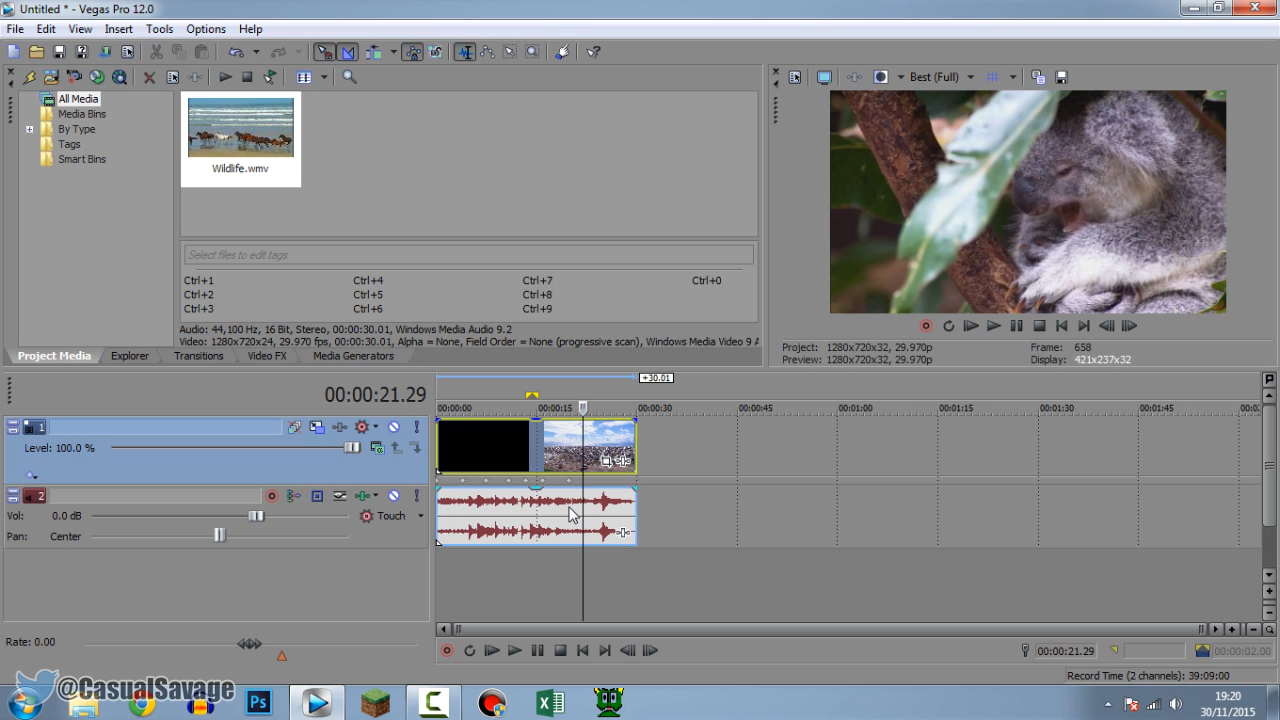 Untitled * - Vegas Pro 12.0
File Edit View Insert Tools Options Help
All Media
Media Bins
By Type
Tags
Smart Bins
Wildlife.wmv
Best (Full)
Select files to edit tags
Ctrl+1 Ctrl+4 Ctrl+7 Ctrl+0
Ctrl+2 Ctrl+5 Ctrl+8
Ctrl+3 Ctrl+6 Ctrl+9
Audio: 44,100 Hz, 16 Bit, Stereo, 00:00:30.01, Windows Media Audio 9.2
Video: 1280x720x24, 29.970 fps, 00:00:30.01, Alpha = None, Field Order = None (progressive scan), Windows Media Video 9 A
Project Media Explorer Transitions Video FX Media Generators
Project: 1280x720x32, 29.970p Frame: 658
Preview: 1280x720x32, 29.970p Display: 421x237x32
00:00:21.29
+30.01
00:00:00 00:00:15 00:00:30 00:00:45 00:01:00 00:01:15 00:01:30 00:01:45
1
Level: 100.0 %
2
Vol: 0.0 dB Touch
Pan: Center
Rate: 0.00
00:00:21.29 00:00:02.00
Record Time (2 channels): 39:09:00
@CasualSavage
Ps
19:20
30/11/2015